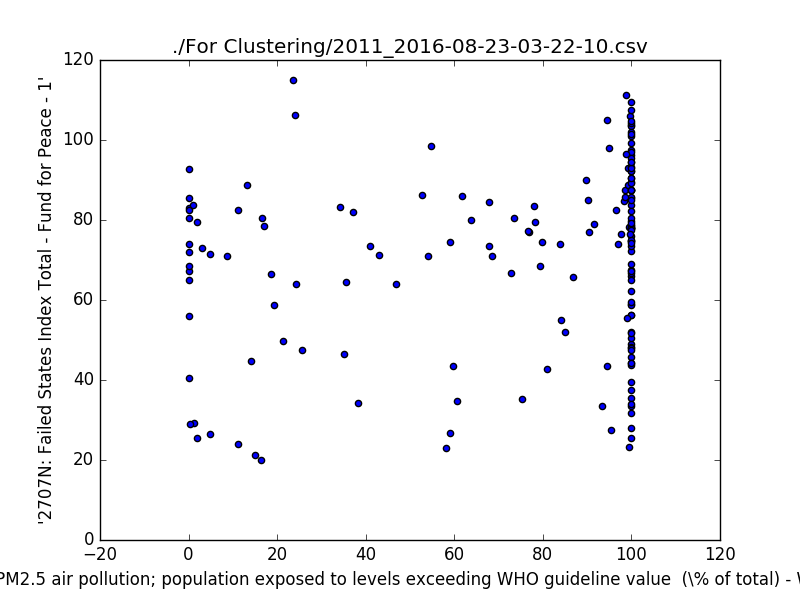 ./For Clustering/2011_2016-08-23-03-22-10.csv
'2707N: Failed States Index Total - Fund for Peace - 1'
120
100
80
60
40
20
0
−20 0 20 40 60 80 100 120
PM2.5 air pollution; population exposed to levels exceeding WHO guideline value (\% of total) -